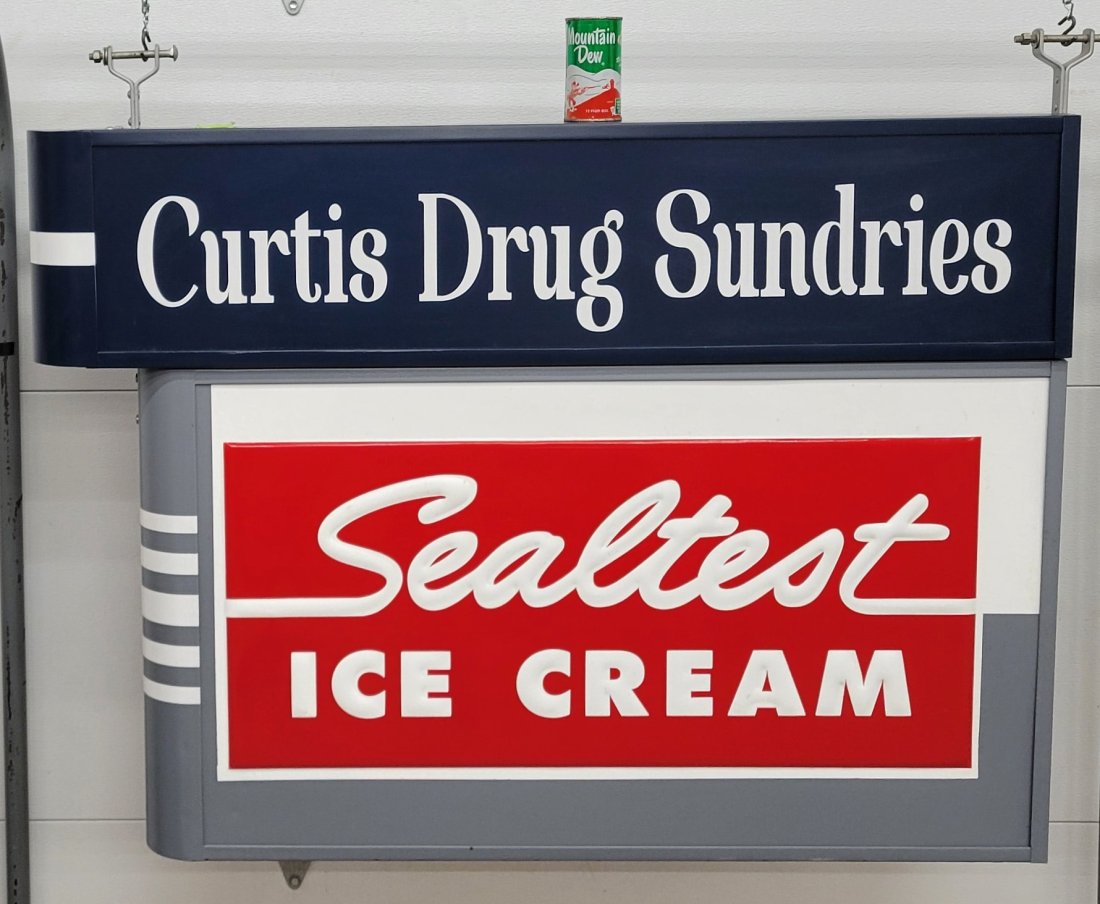 Mountain
Dew
Curtis Drug Sundries
Sealtest
ICE CREAM